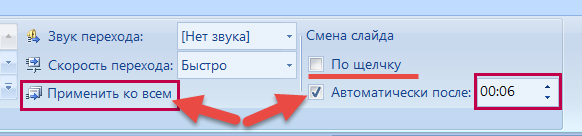 Звук перехода: [Нет звука]
Скорость перехода: Быстро
Применить ко всем
Смена слайда
По щелчку
Автоматически после: 00:06